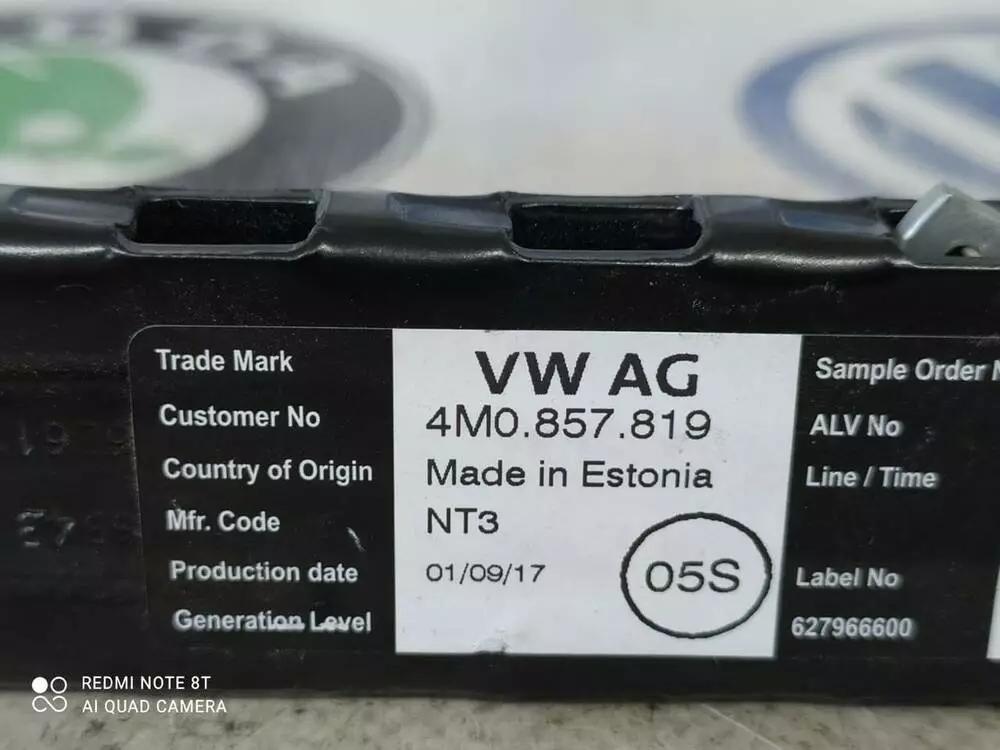 Trade Mark VW AG Sample Order
Customer No 4M0.857.819 ALV No
Country of Origin Made in Estonia Line / Time
Mfr. Code NT3
Production date 01/09/17 05S Label No
Generation Level 627966600
REDMI NOTE 8T
AI QUAD CAMERA